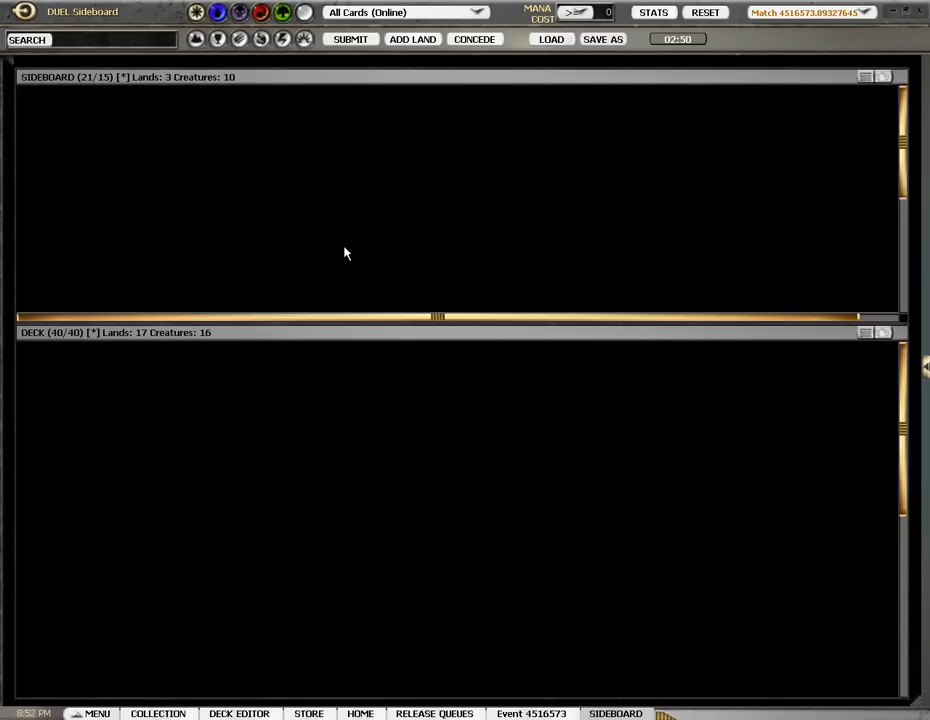 DUEL Sideboard
All Cards (Online)
MANA COST
0
STATS
RESET
Match 4516573.89327645
SEARCH
SUBMIT
ADD LAND
CONCEDE
LOAD
SAVE AS
02:50
SIDEBOARD (21/15) [*] Lands: 3 Creatures: 10
DECK (40/40) [*] Lands: 17 Creatures: 16
8:52 PM
MENU
COLLECTION
DECK EDITOR
STORE
HOME
RELEASE QUEUES
Event 4516573
SIDEBOARD